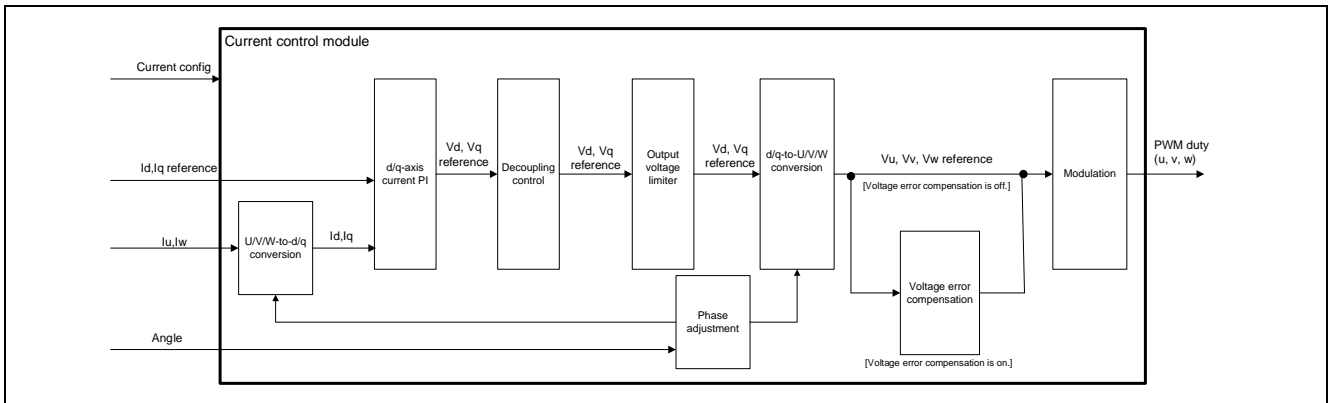 Current control module
Current config
Id,Iq reference
Iu,Iw
Angle
U/V/W-to-d/q
conversion
Id,Iq
d/q-axis
current PI
Vd, Vq
reference
Decoupling
control
Vd, Vq
reference
Output
voltage
limiter
Vd, Vq
reference
d/q-to-U/V/W
conversion
Phase
adjustment
Vu, Vv, Vw reference
[Voltage error compensation is off.]
Voltage error
compensation
[Voltage error compensation is on.]
Modulation
PWM duty
(u, v, w)